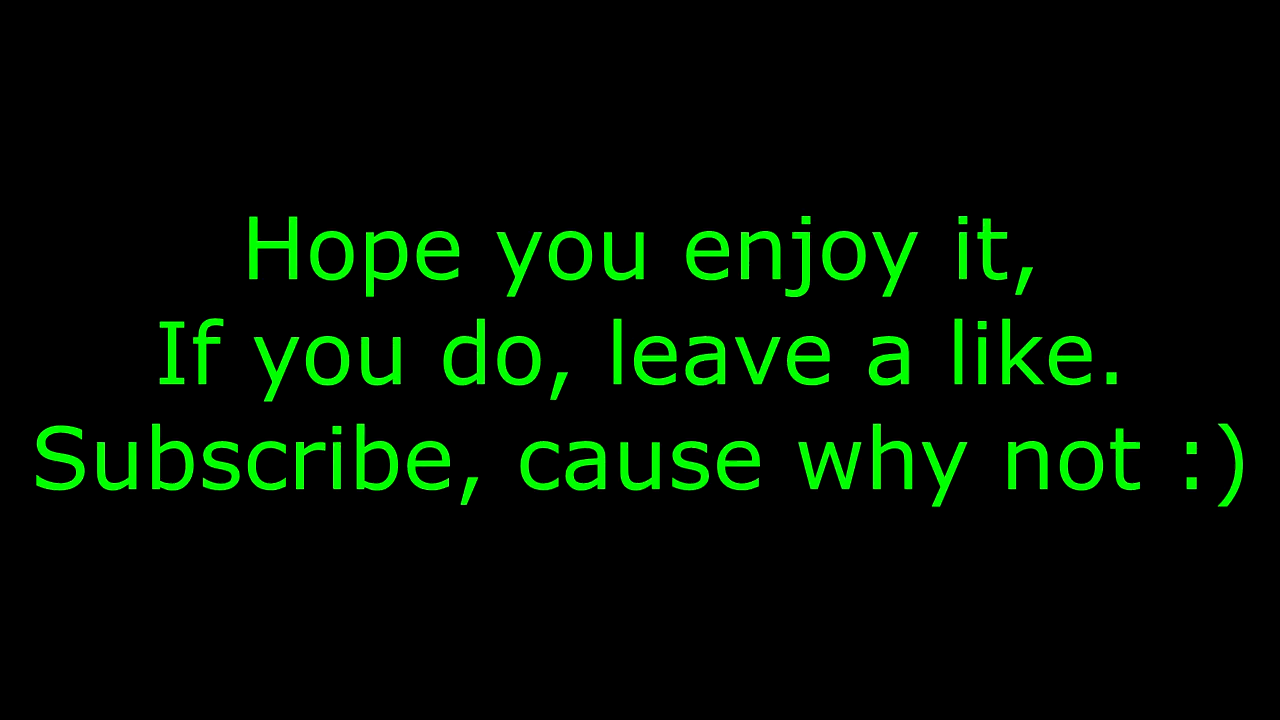 Hope you enjoy it,
If you do, leave a like.
Subscribe, cause why not :)